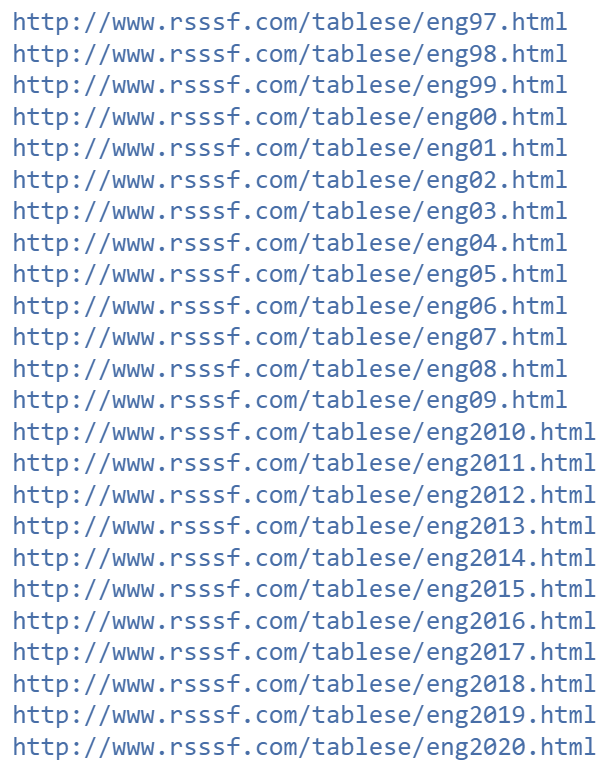 http://www.rsssf.com/tablese/eng97.html
http://www.rsssf.com/tablese/eng98.html
http://www.rsssf.com/tablese/eng99.html
http://www.rsssf.com/tablese/eng00.html
http://www.rsssf.com/tablese/eng01.html
http://www.rsssf.com/tablese/eng02.html
http://www.rsssf.com/tablese/eng03.html
http://www.rsssf.com/tablese/eng04.html
http://www.rsssf.com/tablese/eng05.html
http://www.rsssf.com/tablese/eng06.html
http://www.rsssf.com/tablese/eng07.html
http://www.rsssf.com/tablese/eng08.html
http://www.rsssf.com/tablese/eng09.html
http://www.rsssf.com/tablese/eng2010.html
http://www.rsssf.com/tablese/eng2011.html
http://www.rsssf.com/tablese/eng2012.html
http://www.rsssf.com/tablese/eng2013.html
http://www.rsssf.com/tablese/eng2014.html
http://www.rsssf.com/tablese/eng2015.html
http://www.rsssf.com/tablese/eng2016.html
http://www.rsssf.com/tablese/eng2017.html
http://www.rsssf.com/tablese/eng2018.html
http://www.rsssf.com/tablese/eng2019.html
http://www.rsssf.com/tablese/eng2020.html